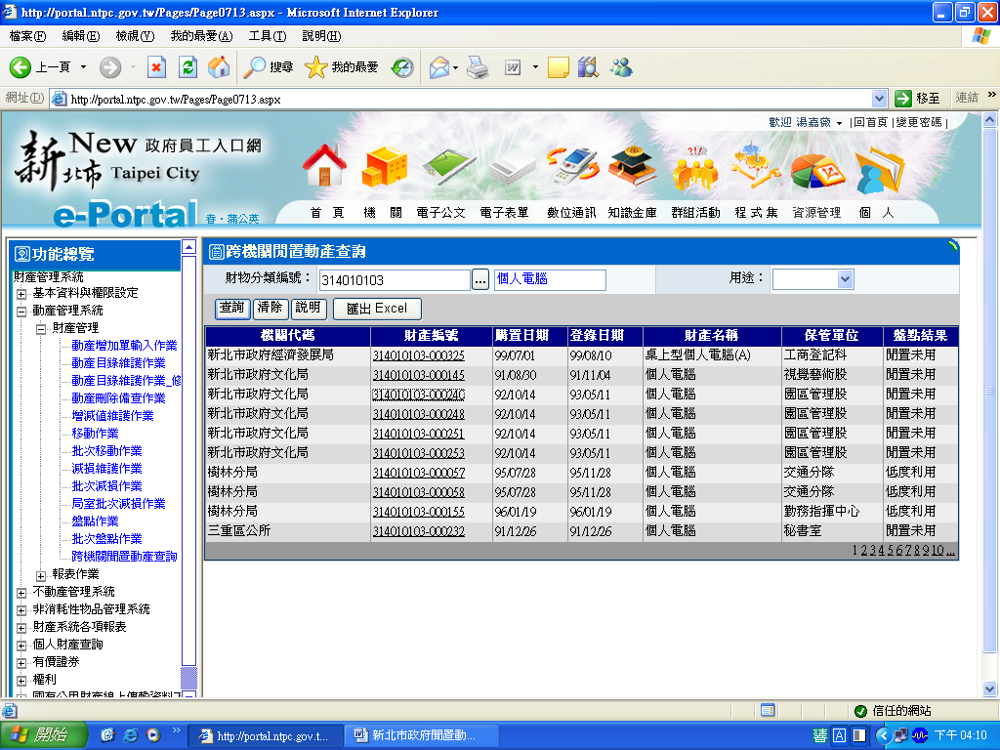 http://portal.ntpc.gov.tw/Pages/Page0713.aspx - Microsoft Internet Explorer
檔案(F) 編輯(E) 檢視(V) 我的最愛(A) 工具(T) 說明(H)
上一頁 搜尋 我的最愛
網址(D) http://portal.ntpc.gov.tw/Pages/Page0713.aspx 移至 連結 »
歡迎 湯嘉薇 |回首頁|變更密碼|
新北市 New Taipei City 政府員工入口網
e-Portal 春‧蒲公英
首 頁 機 關 電子公文 電子表單 數位通訊 知識金庫 群組活動 程式集 資源管理 個 人
功能總覽
財產管理系統
基本資料與權限設定
動產管理系統
財產管理
動產增加單輸入作業
動產目錄維護作業
動產目錄維護作業_修
動產刪除備查作業
增減值維護作業
移動作業
批次移動作業
減損維護作業
批次減損作業
局室批次減損作業
盤點作業
批次盤點作業
跨機關閒置動產查詢
報表作業
不動產管理系統
非消耗性物品管理系統
財產系統各項報表
個人財產查詢
有價證券
權利
國有公用財產線上傳輸資料下
跨機關閒置動產查詢
財物分類編號： 314010103 ... 個人電腦 用途：
查詢 清除 說明 匯出 Excel
機關代碼 財產編號 購置日期 登錄日期 財產名稱 保管單位 盤點結果
新北市政府經濟發展局 314010103-000325 99/07/01 99/08/10 桌上型個人電腦(A) 工商登記科 閒置未用
新北市政府文化局 314010103-000145 91/08/30 91/11/04 個人電腦 視覺藝術股 閒置未用
新北市政府文化局 314010103-000240 92/10/14 93/05/11 個人電腦 園區管理股 閒置未用
新北市政府文化局 314010103-000248 92/10/14 93/05/11 個人電腦 園區管理股 閒置未用
新北市政府文化局 314010103-000251 92/10/14 93/05/11 個人電腦 園區管理股 閒置未用
新北市政府文化局 314010103-000253 92/10/14 93/05/11 個人電腦 園區管理股 閒置未用
樹林分局 314010103-000057 95/07/28 95/11/28 個人電腦 交通分隊 低度利用
樹林分局 314010103-000058 95/07/28 95/11/28 個人電腦 交通分隊 低度利用
樹林分局 314010103-000155 96/01/19 96/01/19 個人電腦 勤務指揮中心 低度利用
三重區公所 314010103-000232 91/12/26 91/12/26 個人電腦 秘書室 閒置未用
1 2 3 4 5 6 7 8 9 10 ...
信任的網站
開始 » http://portal.ntpc.gov.t... 新北市政府閒置動... A 下午 04:10